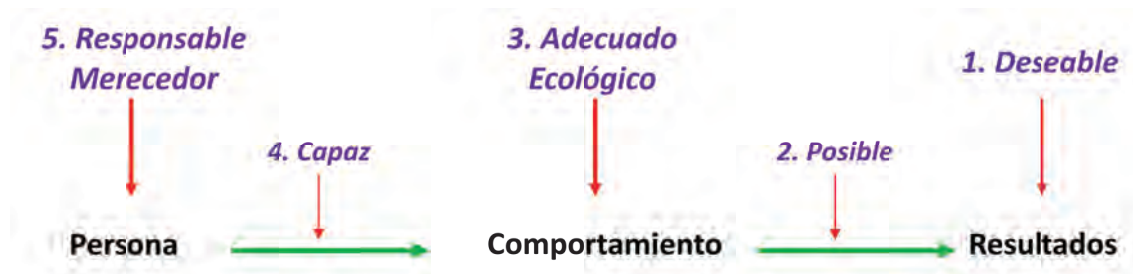 5. Responsable
Merecedor
3. Adecuado
Ecológico
1. Deseable
4. Capaz
2. Posible
Persona
Comportamiento
Resultados